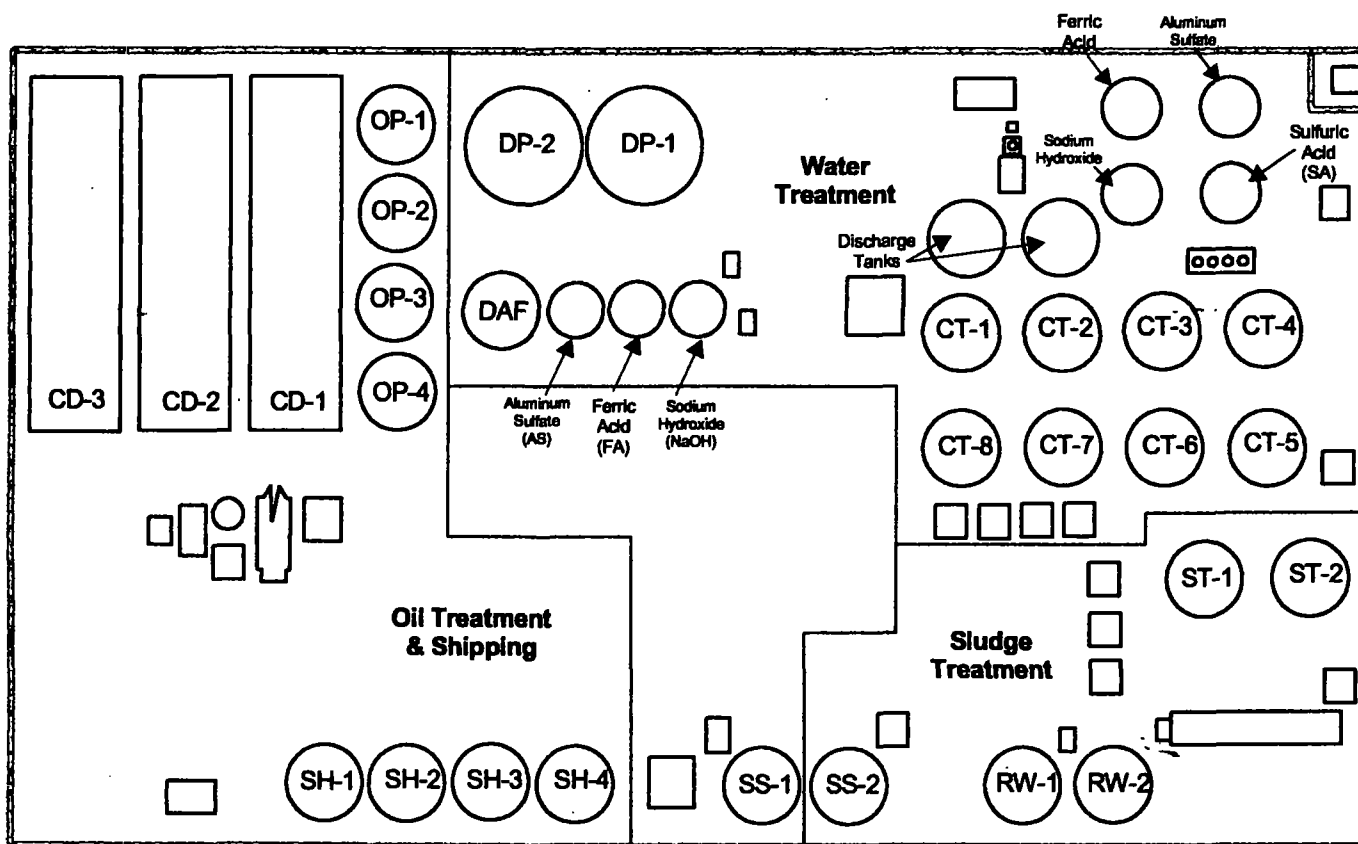 Ferric
Acid
Aluminum
Sulfate
OP-1
DP-2
DP-1
Water
Treatment
Sodium
Hydroxide
Sulfuric
Acid
(SA)
OP-2
Discharge
Tanks
OP-3
DAF
CT-1
CT-2
CT-3
CT-4
CD-3
CD-2
CD-1
OP-4
Aluminum
Sulfate
(AS)
Ferric
Acid
(FA)
Sodium
Hydroxide
(NaOH)
CT-8
CT-7
CT-6
CT-5
ST-1
ST-2
Oil Treatment
& Shipping
Sludge
Treatment
SH-1
SH-2
SH-3
SH-4
SS-1
SS-2
RW-1
RW-2